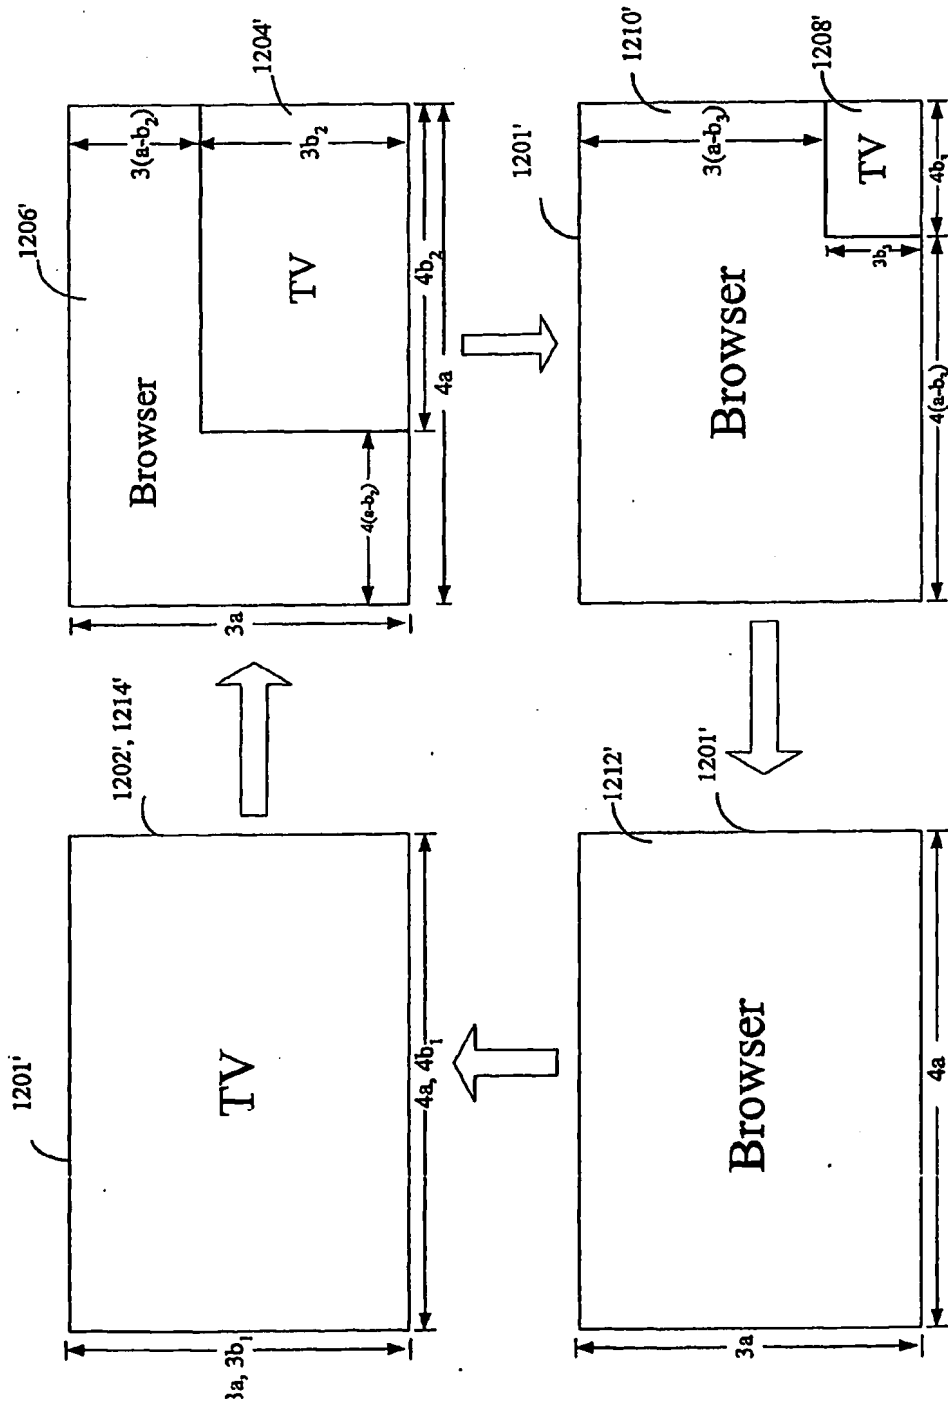 1201'
1202', 1214'
TV
3a, 3b₁
4a, 4b₁
1206'
1204'
Browser
3(a-b₂)
3b₂
TV
3a
4(a-b₂)
4b₂
4a
1201'
1210'
1208'
Browser
3(a-b₃)
TV
3b₃
4(a-b₃)
4b₃
1212'
1201'
Browser
3a
4a